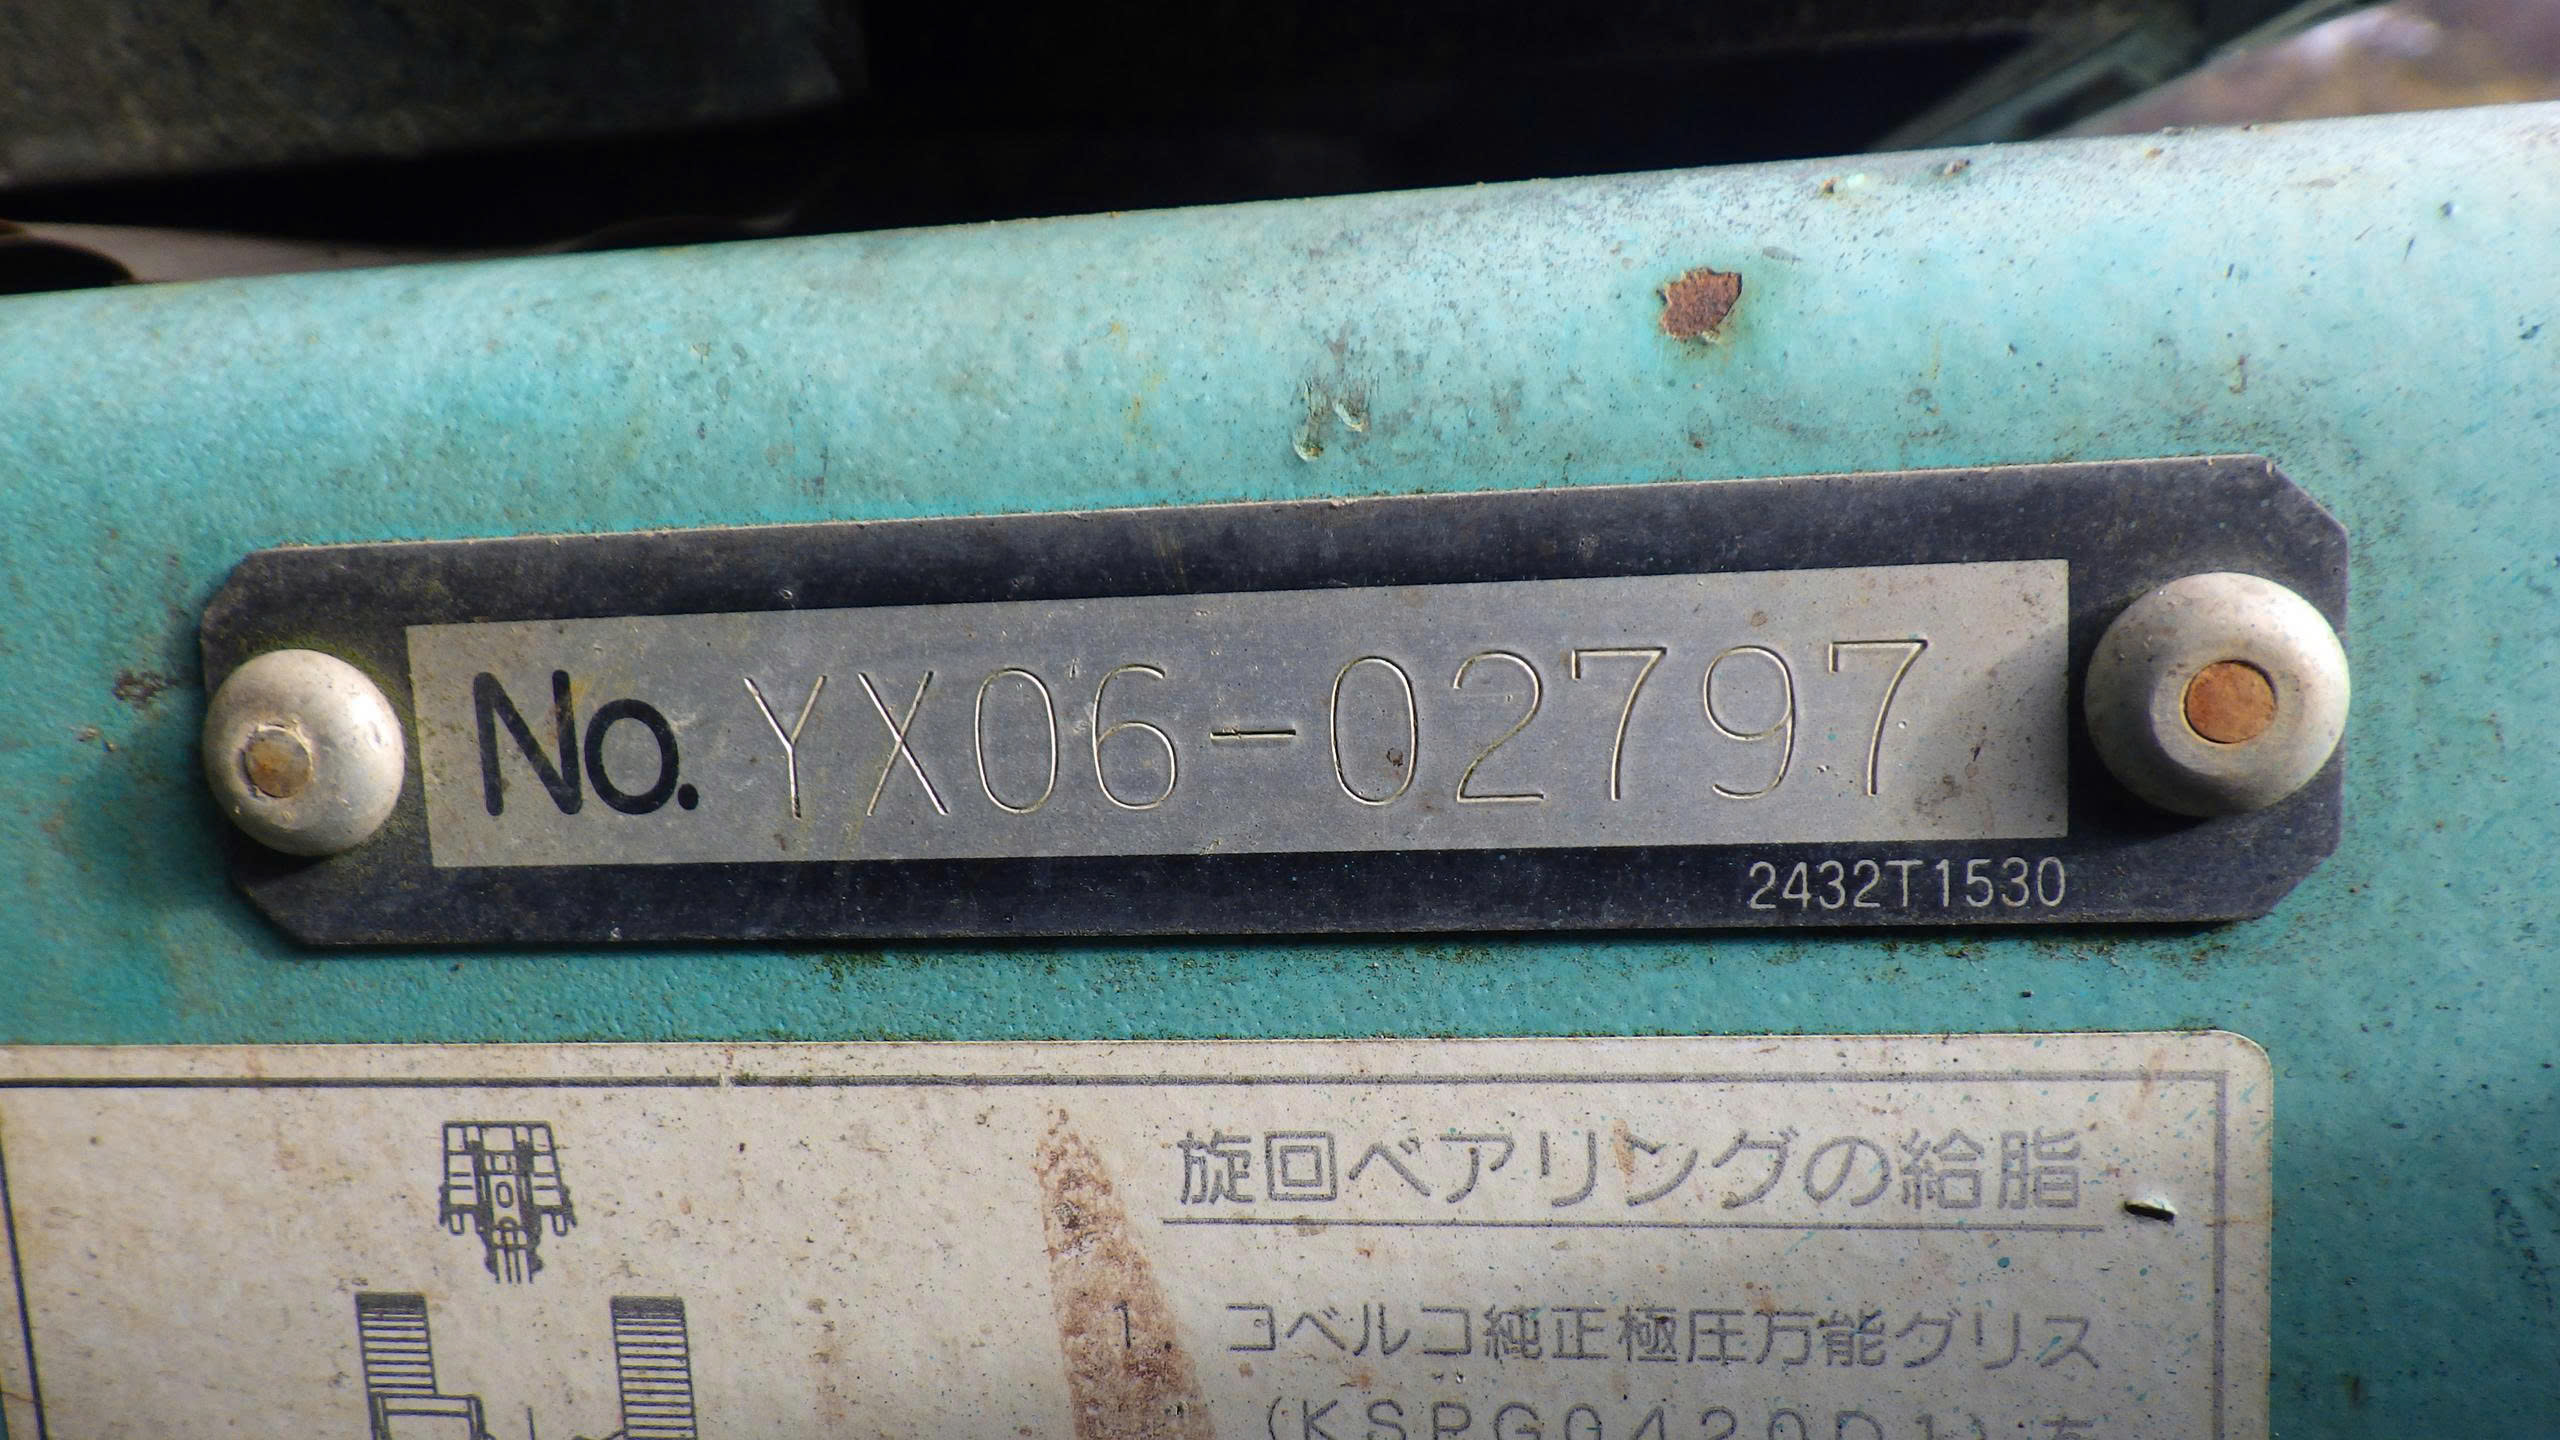 No. YX06-02797
2432T1530
旋回ベアリングの給脂
1. コベルコ純正極圧万能グリス